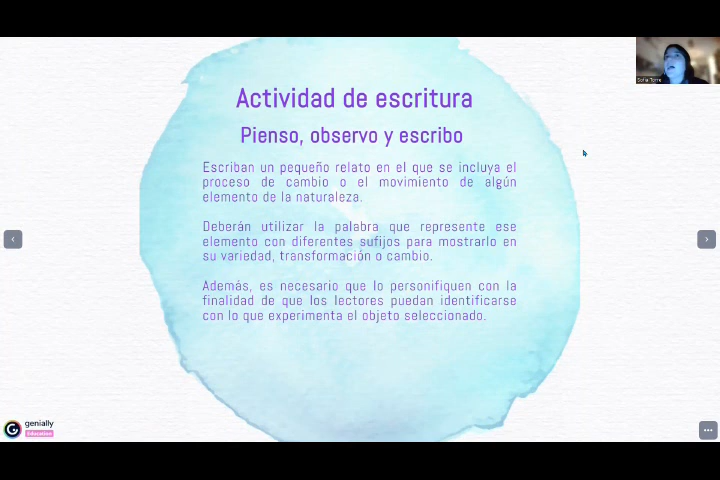 Sofía Torre
Actividad de escritura
Pienso, observo y escribo
Escriban un pequeño relato en el que se incluya el
proceso de cambio o el movimiento de algún
elemento de la naturaleza.
Deberán utilizar la palabra que represente ese
elemento con diferentes sufijos para mostrarlo en
su variedad, transformación o cambio.
Además, es necesario que lo personifiquen con la
finalidad de que los lectores puedan identificarse
con lo que experimenta el objeto seleccionado.
genially
Education